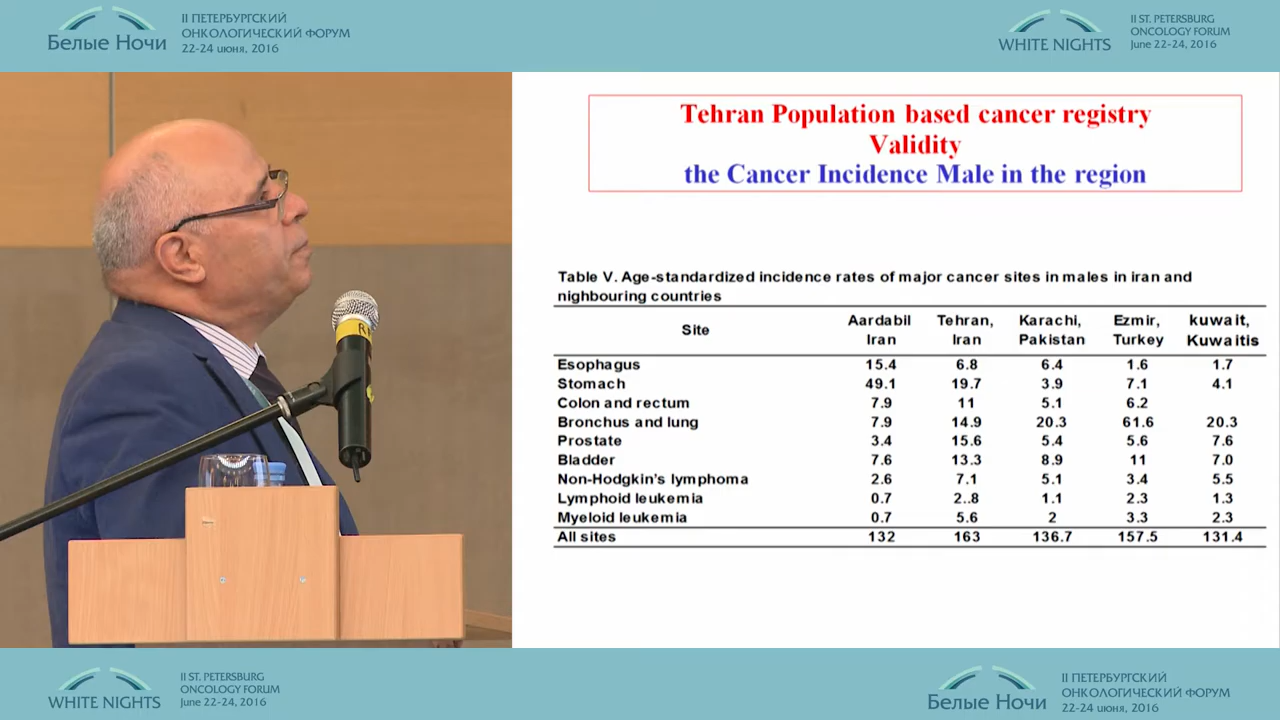 II ПЕТЕРБУРГСКИЙ
ОНКОЛОГИЧЕСКИЙ ФОРУМ
22-24 июня, 2016
Белые Ночи
II ST. PETERSBURG
ONCOLOGY FORUM
June 22-24, 2016
WHITE NIGHTS
Tehran Population based cancer registry
Validity
the Cancer Incidence Male in the region
Table V. Age-standardized incidence rates of major cancer sites in males in iran and
nighbouring countries
Site Aardabil Iran Tehran, Iran Karachi, Pakistan Ezmir, Turkey kuwait, Kuwaitis
Esophagus 15.4 6.8 6.4 1.6 1.7
Stomach 49.1 19.7 3.9 7.1 4.1
Colon and rectum 7.9 11 5.1 6.2
Bronchus and lung 7.9 14.9 20.3 61.6 20.3
Prostate 3.4 15.6 5.4 5.6 7.6
Bladder 7.6 13.3 8.9 11 7.0
Non-Hodgkin's lymphoma 2.6 7.1 5.1 3.4 5.5
Lymphoid leukemia 0.7 2..8 1.1 2.3 1.3
Myeloid leukemia 0.7 5.6 2 3.3 2.3
All sites 132 163 136.7 157.5 131.4
II ST. PETERSBURG
ONCOLOGY FORUM
June 22-24, 2016
WHITE NIGHTS
II ПЕТЕРБУРГСКИЙ
ОНКОЛОГИЧЕСКИЙ ФОРУМ
22-24 июня, 2016
Белые Ночи